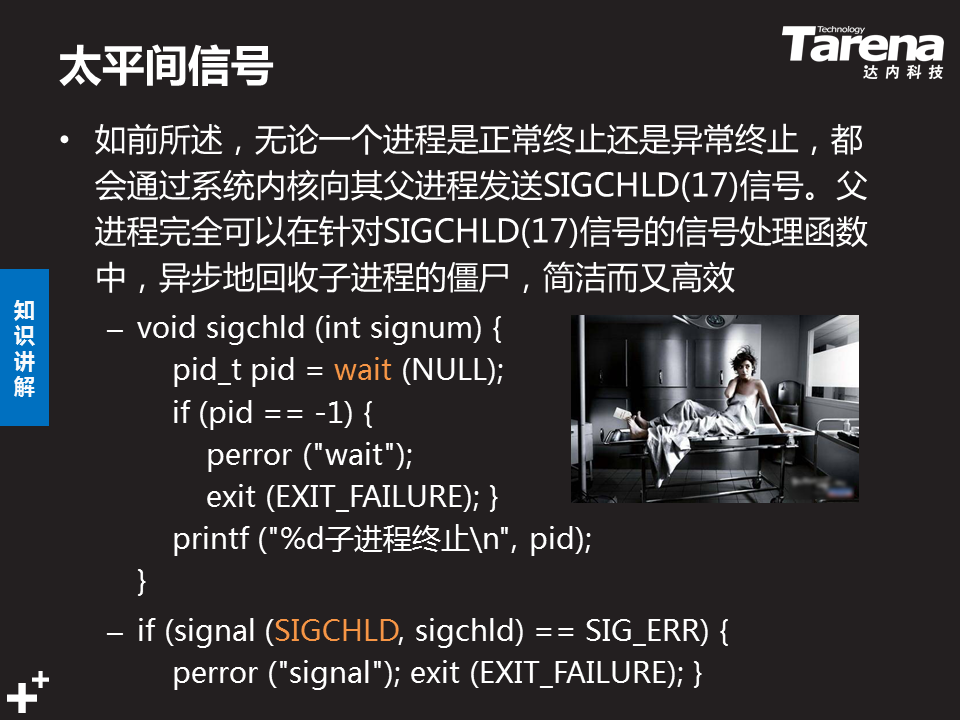 太平间信号
Technology
Tarena
达内科技
• 如前所述，无论一个进程是正常终止还是异常终止，都
会通过系统内核向其父进程发送SIGCHLD(17)信号。父
进程完全可以在针对SIGCHLD(17)信号的信号处理函数
中，异步地回收子进程的僵尸，简洁而又高效
知识讲解
– void sigchld (int signum) {
pid_t pid = wait (NULL);
if (pid == -1) {
perror ("wait");
exit (EXIT_FAILURE); }
printf ("%d子进程终止\n", pid);
}
– if (signal (SIGCHLD, sigchld) == SIG_ERR) {
perror ("signal"); exit (EXIT_FAILURE); }